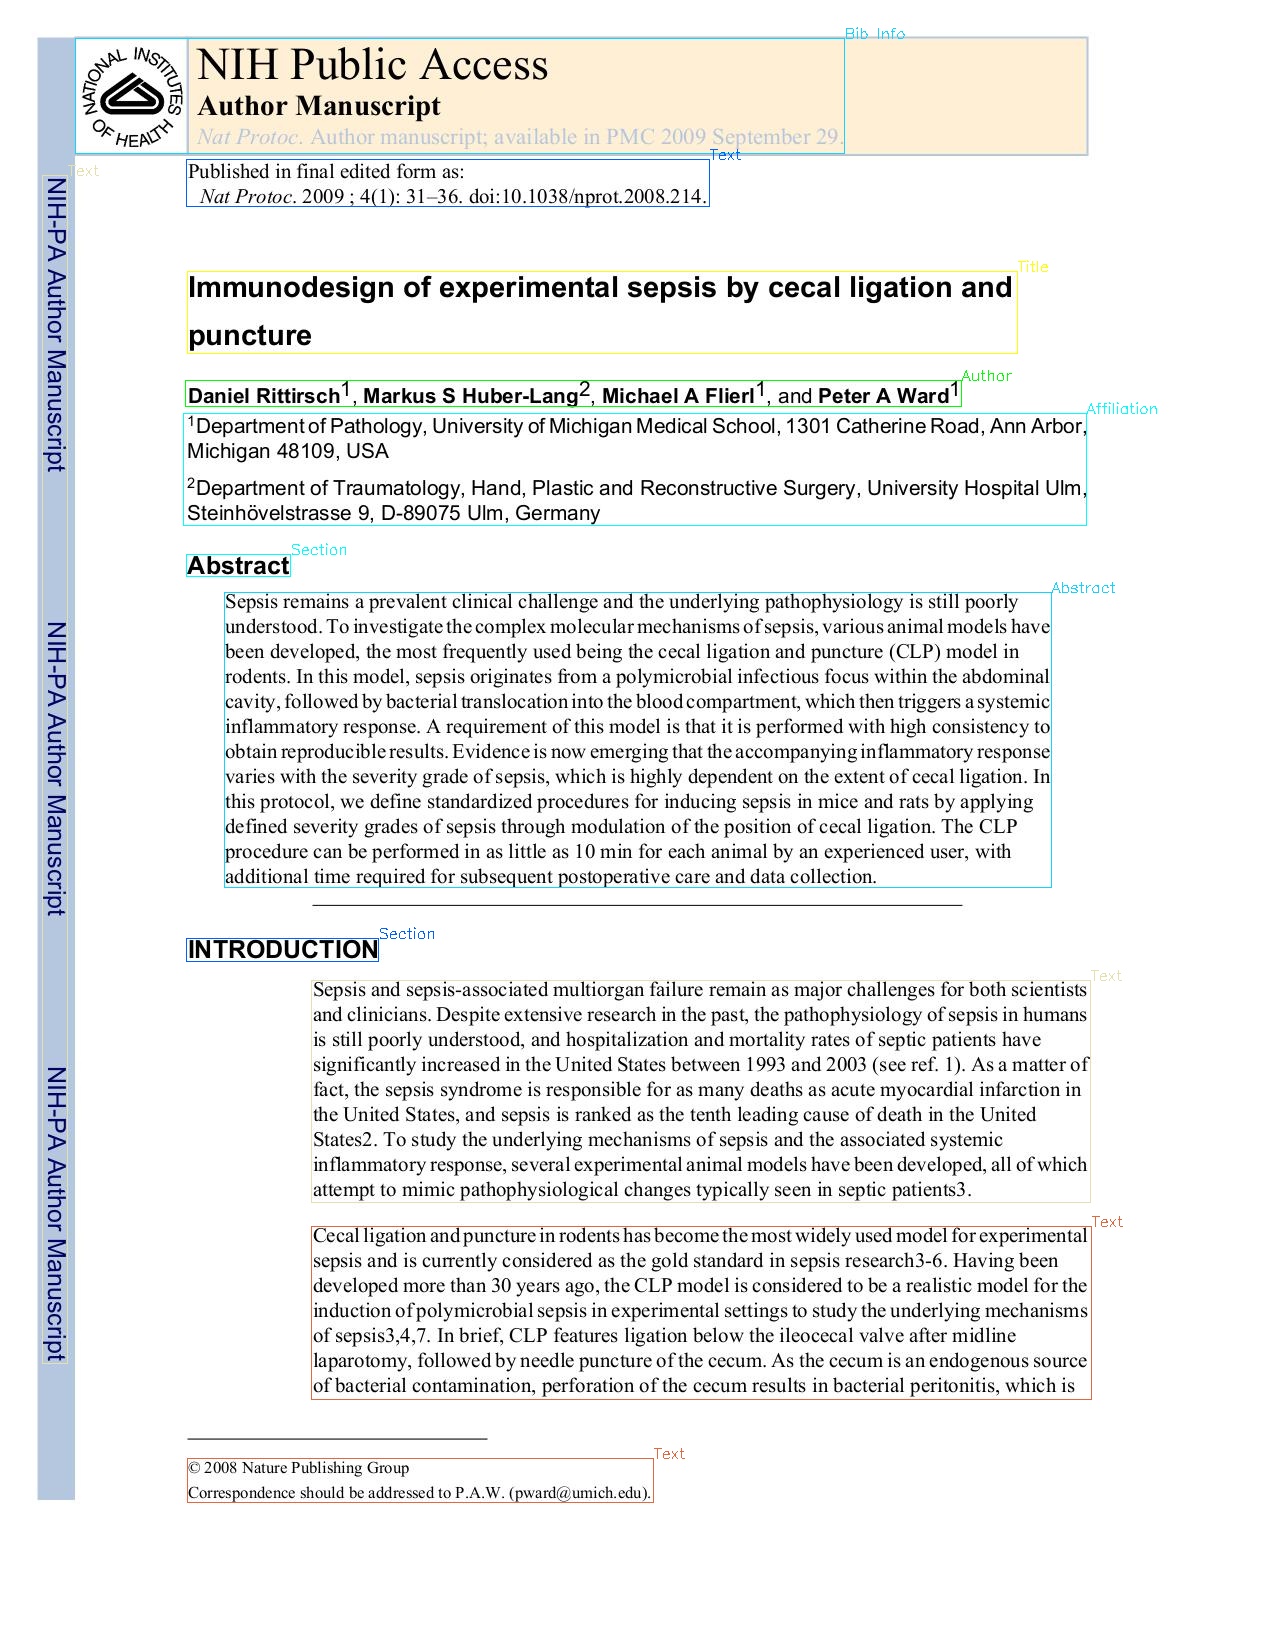 Bib Info
NATIONAL INSTITUTES
OF HEALTH
NIH Public Access
Author Manuscript
Nat Protoc. Author manuscript; available in PMC 2009 September 29.
Text
Published in final edited form as:
Nat Protoc. 2009 ; 4(1): 31–36. doi:10.1038/nprot.2008.214.
Text
NIH-PA Author Manuscript
NIH-PA Author Manuscript
NIH-PA Author Manuscript
Title
Immunodesign of experimental sepsis by cecal ligation and
puncture
Author
Daniel Rittirsch1, Markus S Huber-Lang2, Michael A Flierl1, and Peter A Ward1
Affiliation
1Department of Pathology, University of Michigan Medical School, 1301 Catherine Road, Ann Arbor,
Michigan 48109, USA
2Department of Traumatology, Hand, Plastic and Reconstructive Surgery, University Hospital Ulm,
Steinhövelstrasse 9, D-89075 Ulm, Germany
Section
Abstract
Abstract
Sepsis remains a prevalent clinical challenge and the underlying pathophysiology is still poorly
understood. To investigate the complex molecular mechanisms of sepsis, various animal models have
been developed, the most frequently used being the cecal ligation and puncture (CLP) model in
rodents. In this model, sepsis originates from a polymicrobial infectious focus within the abdominal
cavity, followed by bacterial translocation into the blood compartment, which then triggers a systemic
inflammatory response. A requirement of this model is that it is performed with high consistency to
obtain reproducible results. Evidence is now emerging that the accompanying inflammatory response
varies with the severity grade of sepsis, which is highly dependent on the extent of cecal ligation. In
this protocol, we define standardized procedures for inducing sepsis in mice and rats by applying
defined severity grades of sepsis through modulation of the position of cecal ligation. The CLP
procedure can be performed in as little as 10 min for each animal by an experienced user, with
additional time required for subsequent postoperative care and data collection.
Section
INTRODUCTION
Text
Sepsis and sepsis-associated multiorgan failure remain as major challenges for both scientists
and clinicians. Despite extensive research in the past, the pathophysiology of sepsis in humans
is still poorly understood, and hospitalization and mortality rates of septic patients have
significantly increased in the United States between 1993 and 2003 (see ref. 1). As a matter of
fact, the sepsis syndrome is responsible for as many deaths as acute myocardial infarction in
the United States, and sepsis is ranked as the tenth leading cause of death in the United
States2. To study the underlying mechanisms of sepsis and the associated systemic
inflammatory response, several experimental animal models have been developed, all of which
attempt to mimic pathophysiological changes typically seen in septic patients3.
Text
Cecal ligation and puncture in rodents has become the most widely used model for experimental
sepsis and is currently considered as the gold standard in sepsis research3-6. Having been
developed more than 30 years ago, the CLP model is considered to be a realistic model for the
induction of polymicrobial sepsis in experimental settings to study the underlying mechanisms
of sepsis3,4,7. In brief, CLP features ligation below the ileocecal valve after midline
laparotomy, followed by needle puncture of the cecum. As the cecum is an endogenous source
of bacterial contamination, perforation of the cecum results in bacterial peritonitis, which is
Text
© 2008 Nature Publishing Group
Correspondence should be addressed to P.A.W. (pward@umich.edu).